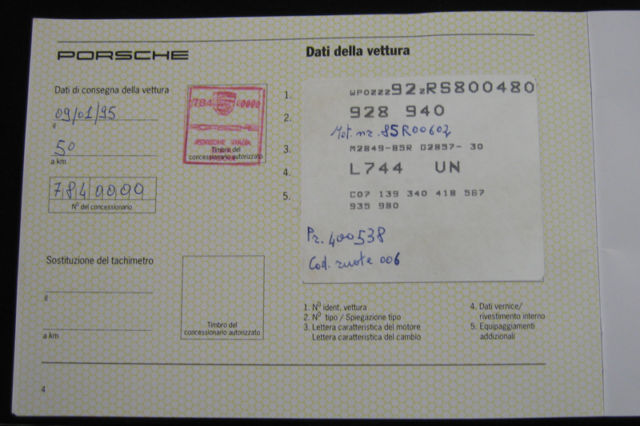 PORSCHE
Dati di consegna della vettura
09/01/95
il
50
a km
7840000
N° del concessionario
784 0000
PORSCHE ITALIA
Timbro del
concessionario autorizzato
Sostituzione del tachimetro
il
a km
Timbro del
concessionario autorizzato
4
Dati della vettura
1. WP0ZZZ92ZRS800480
2. 928 940
Mot. nr. 85R00602
3. M2849-85R G2857- 30
4. L744 UN
5. C07 139 340 418 567
935 980
Pr. 400538
Cod. ruote 006
1. N° ident. vettura
2. N° tipo / Spiegazione tipo
3. Lettera caratteristica del motore
Lettera caratteristica del cambio
4. Dati vernice/
rivestimento interno
5. Equipaggiamenti
addizionali